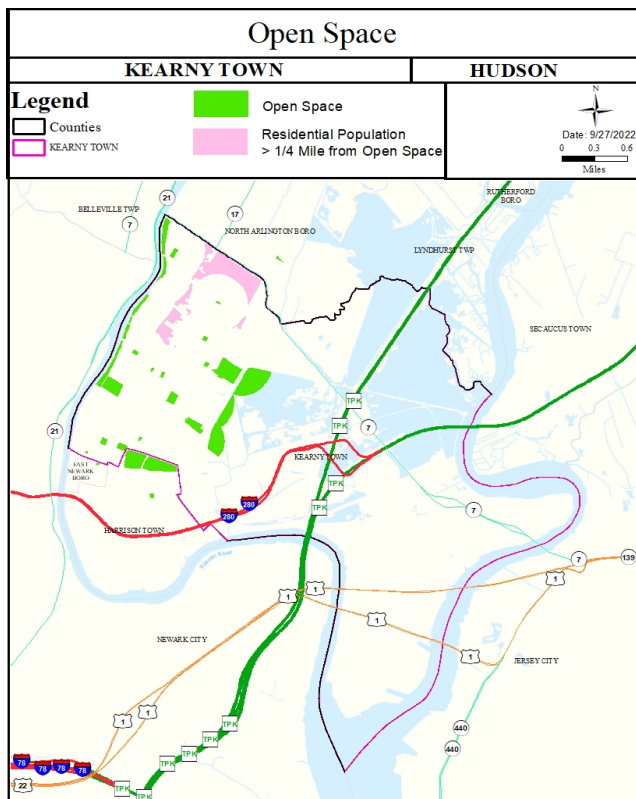 Open Space
KEARNY TOWN
HUDSON
Legend
Counties
KEARNY TOWN
Open Space
Residential Population
> 1/4 Mile from Open Space
N
Date: 9/27/2022
0 0.3 0.6
Miles
RUTHERFORD
BORO
BELLEVILLE TWP
21
7
17
NORTH ARLINGTON BORO
LYNDHURST TWP
SECAUCUS TOWN
TPK
TPK
7
21
KEARNY TOWN
EAST
NEWARK
BORO
TPK
280
280
TPK
7
HARRISON TOWN
Passaic River
7
139
1
1
1
1
NEWARK CITY
1
JERSEY CITY
1
1
TPK
440
TPK
TPK
440
78
78
78
78
TPK
22
TPK
TPK